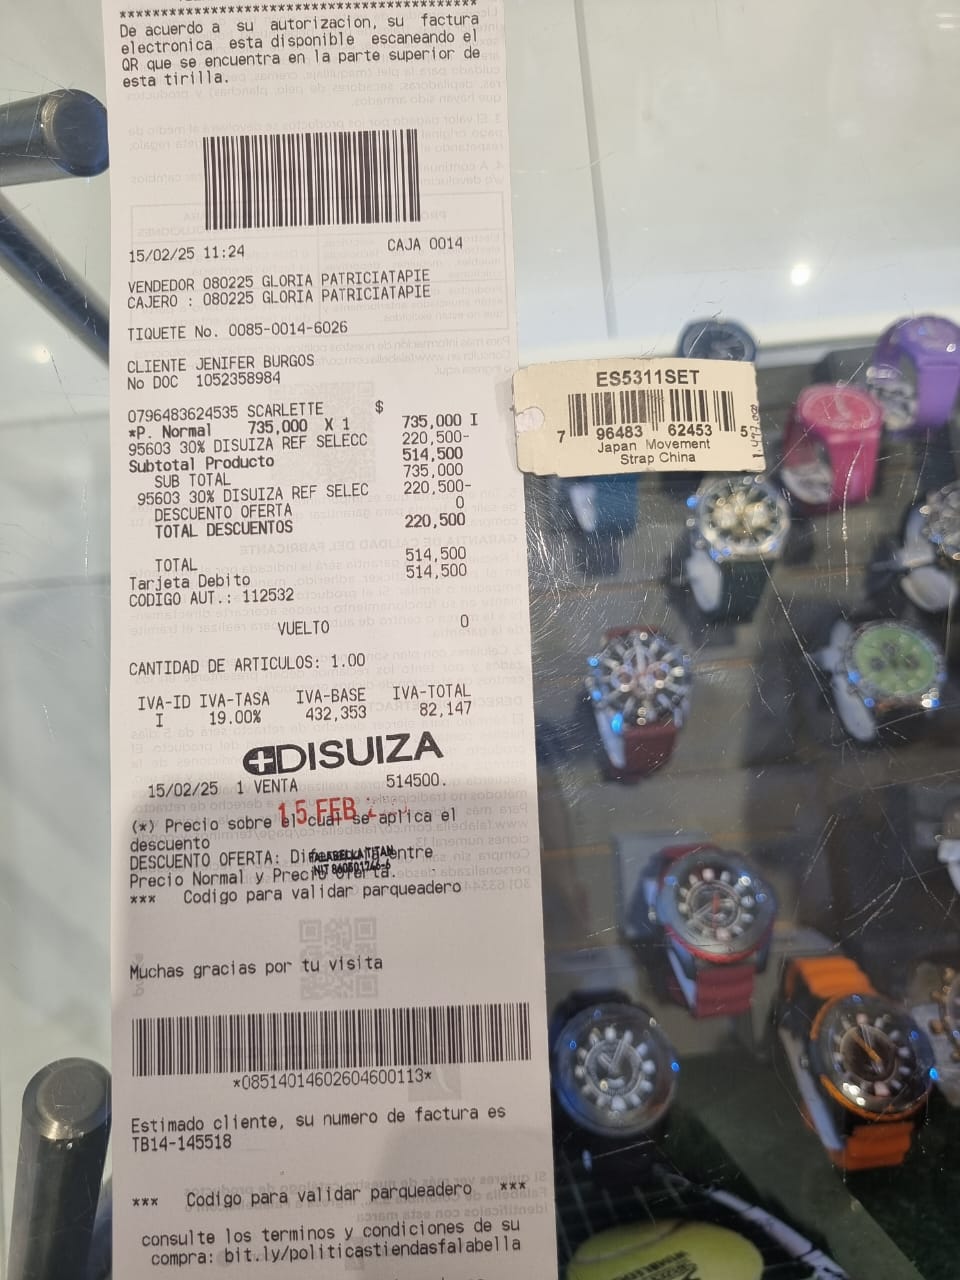 *********************************************
De acuerdo a su autorizacion, su factura
electronica esta disponible escaneando el
QR que se encuentra en la parte superior de
esta tirilla.
15/02/25 11:24 CAJA 0014
VENDEDOR 080225 GLORIA PATRICIATAPIE
CAJERO : 080225 GLORIA PATRICIATAPIE
TIQUETE No. 0085-0014-6026
CLIENTE JENIFER BURGOS
No DOC 1052358984
0796483624535 SCARLETTE $
*P. Normal 735,000 X 1 735,000 I
95603 30% DISUIZA REF SELECC 220,500-
Subtotal Producto 514,500
SUB TOTAL 735,000
95603 30% DISUIZA REF SELEC 220,500-
DESCUENTO OFERTA 0
TOTAL DESCUENTOS 220,500
TOTAL 514,500
Tarjeta Debito 514,500
CODIGO AUT.: 112532
VUELTO 0
CANTIDAD DE ARTICULOS: 1.00
IVA-ID IVA-TASA IVA-BASE IVA-TOTAL
I 19.00% 432,353 82,147
DISUIZA
15/02/25 1 VENTA 514500.
15 FEB
(*) Precio sobre el cual se aplica el
descuento
DESCUENTO OFERTA: entre
FALABELLA TITAN
Precio Normal y Precio Oferta.
*** Codigo para validar parqueadero
Muchas gracias por tu visita
*08514014602604600113*
Estimado cliente, su numero de factura es
TB14-145518
*** Codigo para validar parqueadero ***
consulte los terminos y condiciones de su
compra: bit.ly/politicastiendasfalabella
ES5311SET
7 96483 62453 5
Japan Movement
Strap China